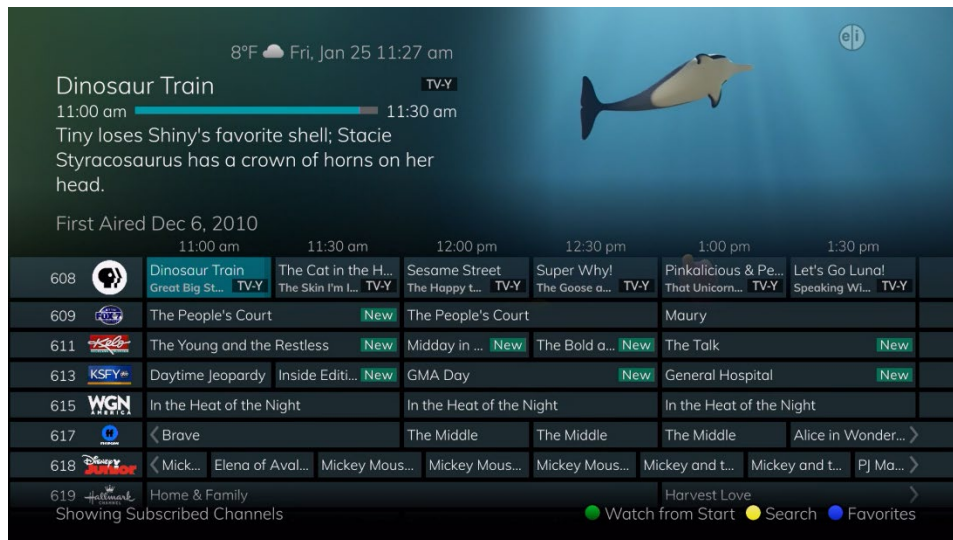 8°F Fri, Jan 25 11:27 am
Dinosaur Train TV-Y
11:00 am 11:30 am
Tiny loses Shiny's favorite shell; Stacie
Styracosaurus has a crown of horns on her
head.
First Aired Dec 6, 2010
11:00 am 11:30 am 12:00 pm 12:30 pm 1:00 pm 1:30 pm
608 Dinosaur Train The Cat in the H... Sesame Street Super Why! Pinkalicious & Pe... Let's Go Luna!
Great Big St... TV-Y The Skin I'm I... TV-Y The Happy t... TV-Y The Goose a... TV-Y That Unicorn... TV-Y Speaking Wi... TV-Y
609 The People's Court New The People's Court Maury
611 Kelo The Young and the Restless New Midday in ... New The Bold a... New The Talk New
613 KSFY Daytime Jeopardy Inside Editi... New GMA Day New General Hospital New
615 WGN AMERICA In the Heat of the Night In the Heat of the Night In the Heat of the Night
617 Brave The Middle The Middle The Middle Alice in Wonder...
618 Disney Junior Mick... Elena of Aval... Mickey Mous... Mickey Mous... Mickey Mous... Mickey and t... Mickey and t... PJ Ma...
619 Hallmark CHANNEL Home & Family Harvest Love
Showing Subscribed Channels Watch from Start Search Favorites